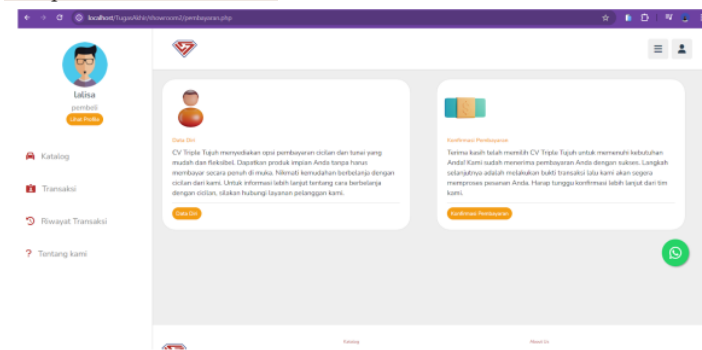 localhost/TugasAkhir/showroom2/pembayaran.php
lalisa
pembeli
Lihat Profile
Katalog
Transaksi
Riwayat Transaksi
Tentang kami
Data Diri
CV Triple Tujuh menyediakan opsi pembayaran cicilan dan tunai yang
mudah dan fleksibel. Dapatkan produk impian Anda tanpa harus
membayar secara penuh di muka. Nikmati kemudahan berbelanja dengan
cicilan dari kami. Untuk informasi lebih lanjut tentang cara berbelanja
dengan cicilan, silakan hubungi layanan pelanggan kami.
Data Diri
Konfirmasi Pembayaran
Terima kasih telah memilih CV Triple Tujuh untuk memenuhi kebutuhan
Anda! Kami sudah menerima pembayaran Anda dengan sukses. Langkah
selanjutnya adalah melakukan bukti transaksi lalu kami akan segera
memproses pesanan Anda. Harap tunggu konfirmasi lebih lanjut dari tim
kami.
Konfirmasi Pembayaran
Katalog
About Us